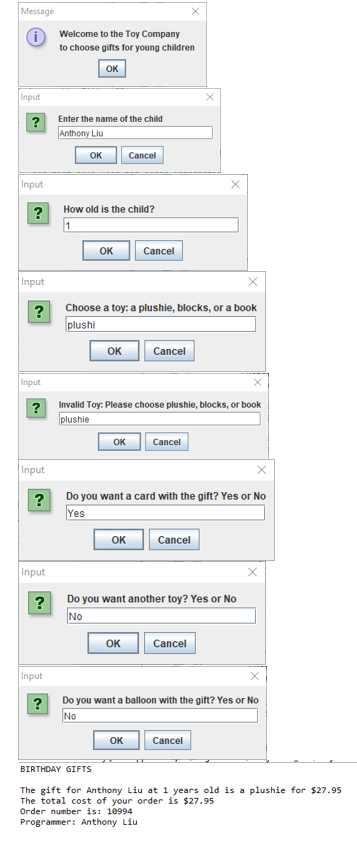 Message
Welcome to the Toy Company
to choose gifts for young children
OK
Input
Enter the name of the child
Anthony Liu
OK Cancel
Input
How old is the child?
1
OK Cancel
Input
Choose a toy: a plushie, blocks, or a book
plushi
OK Cancel
Input
Invalid Toy: Please choose plushie, blocks, or book
plushie
OK Cancel
Input
Do you want a card with the gift? Yes or No
Yes
OK Cancel
Input
Do you want another toy? Yes or No
No
OK Cancel
Input
Do you want a balloon with the gift? Yes or No
No
OK Cancel
BIRTHDAY GIFTS
The gift for Anthony Liu at 1 years old is a plushie for $27.95
The total cost of your order is $27.95
Order number is: 10994
Programmer: Anthony Liu